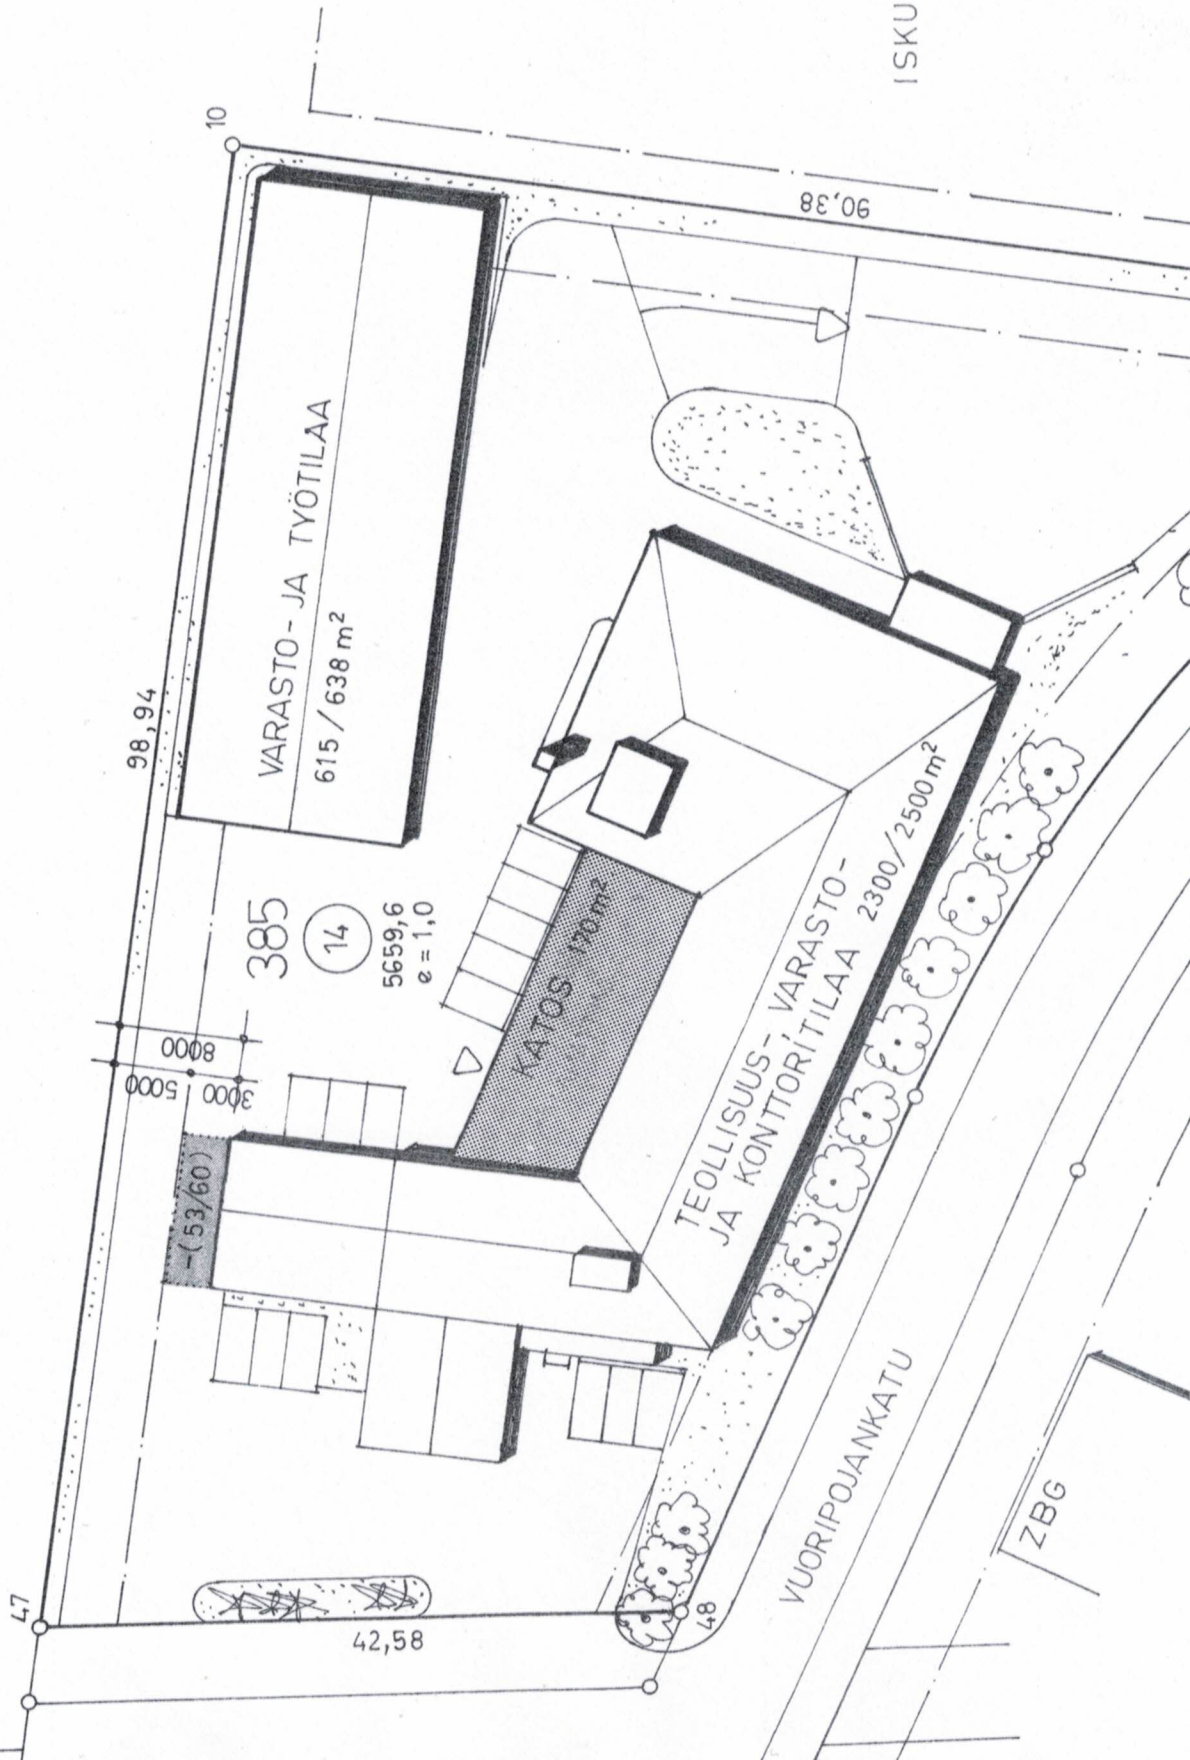 ISKU
10
90,38
VARASTO- JA TYÖTILAA
615/638 m²
98,94
385
14
5659,6
e = 1,0
8000
5000
3000
KATOS 170 m²
-(53/60)
TEOLLISUUS-, VARASTO-
JA KONTTORITILAA 2300/2500 m²
47
42,58
48
VUORIPOJANKATU
ZBG